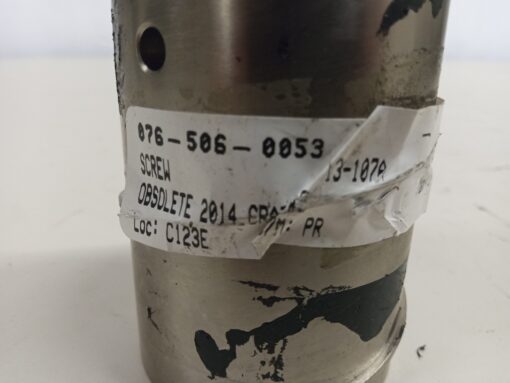 076-506-0053
SCREW 13-107A
OBSOLETE 2014
Loc: C123E /M: PR